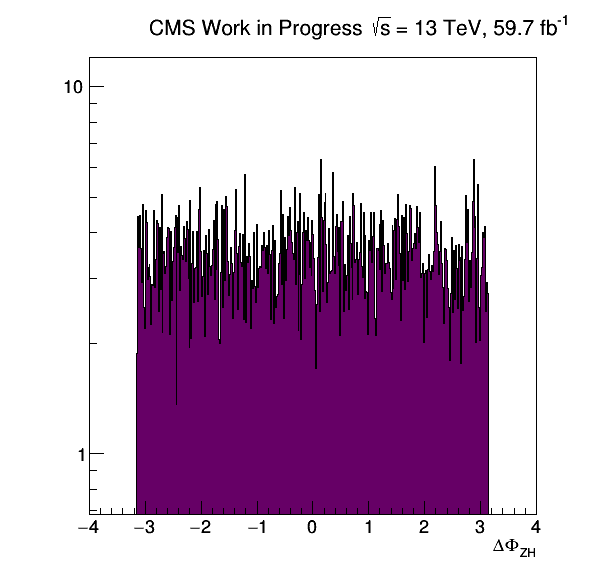 CMS Work in Progress √s = 13 TeV, 59.7 fb⁻¹
10
1
−4 −3 −2 −1 0 1 2 3 4
ΔΦ_ZH